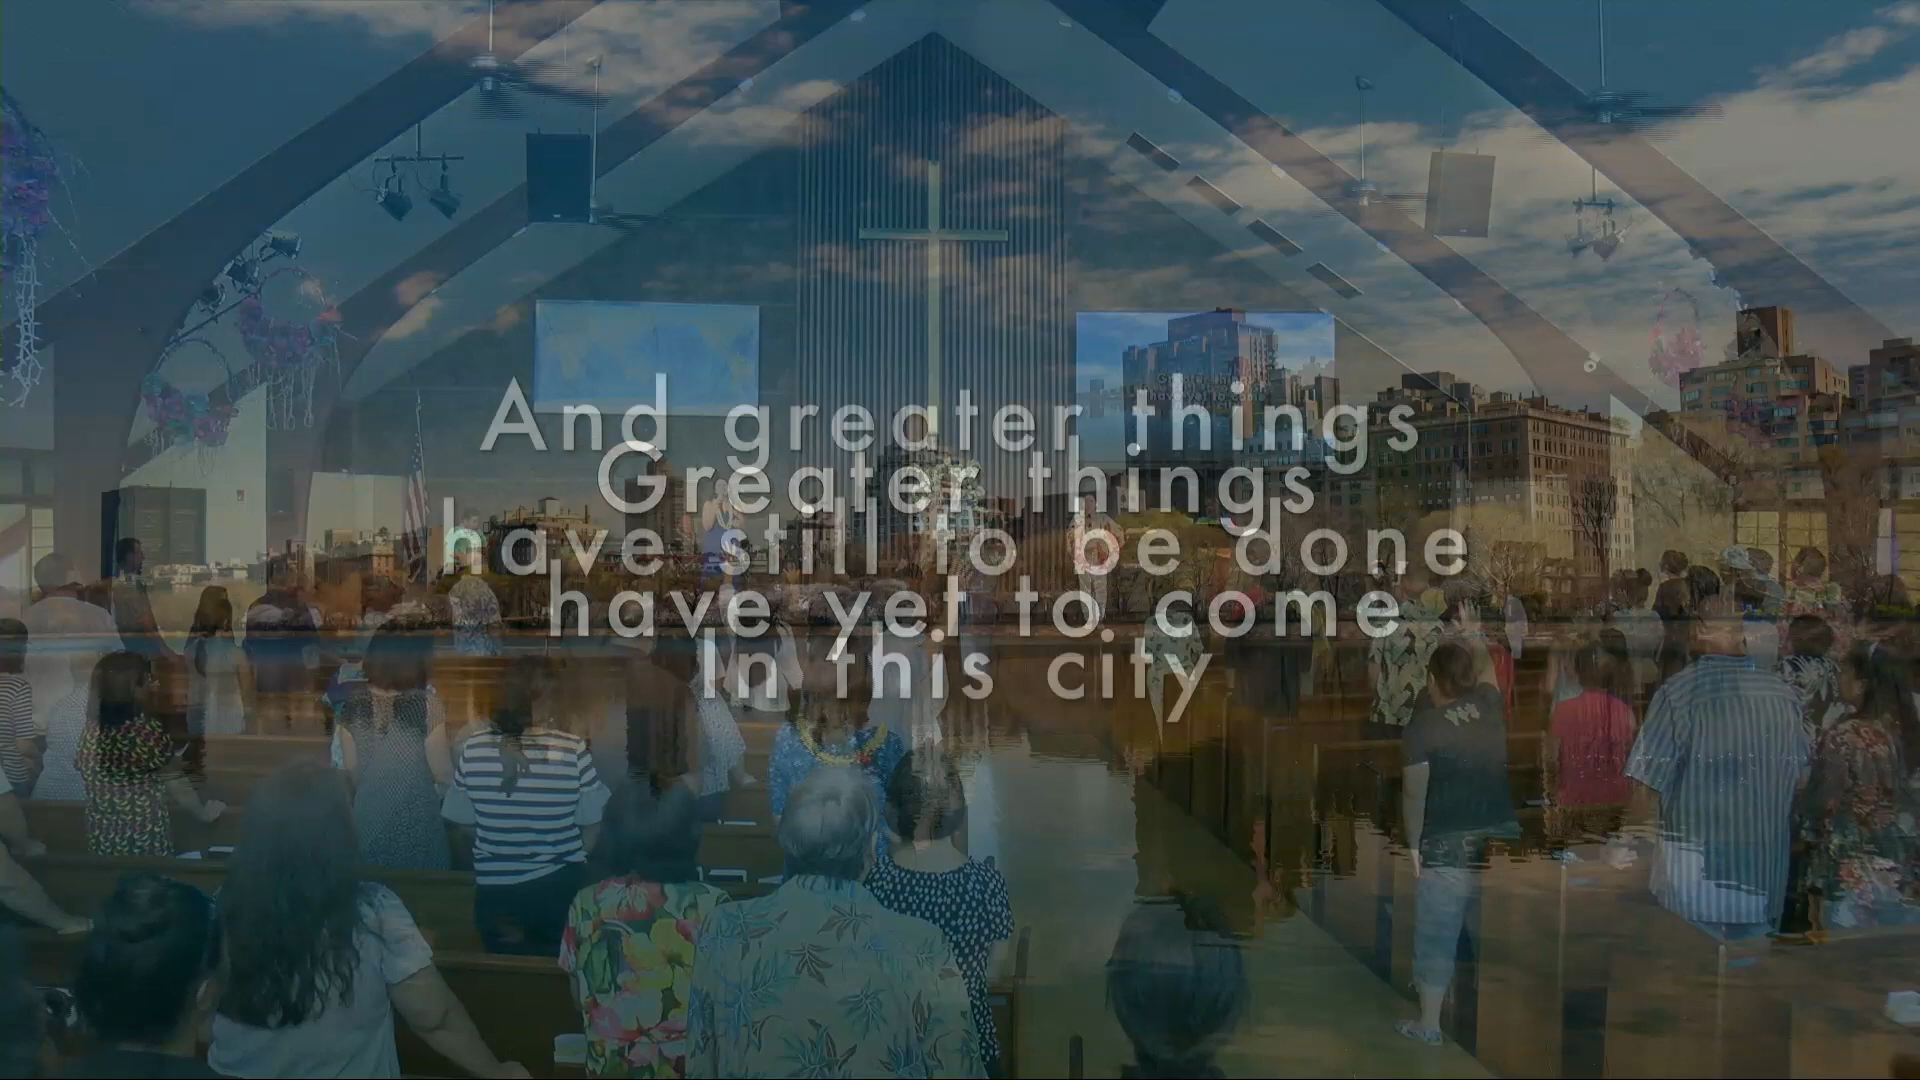 And greater things
Greater things
have still to be done
have yet to come
In this city